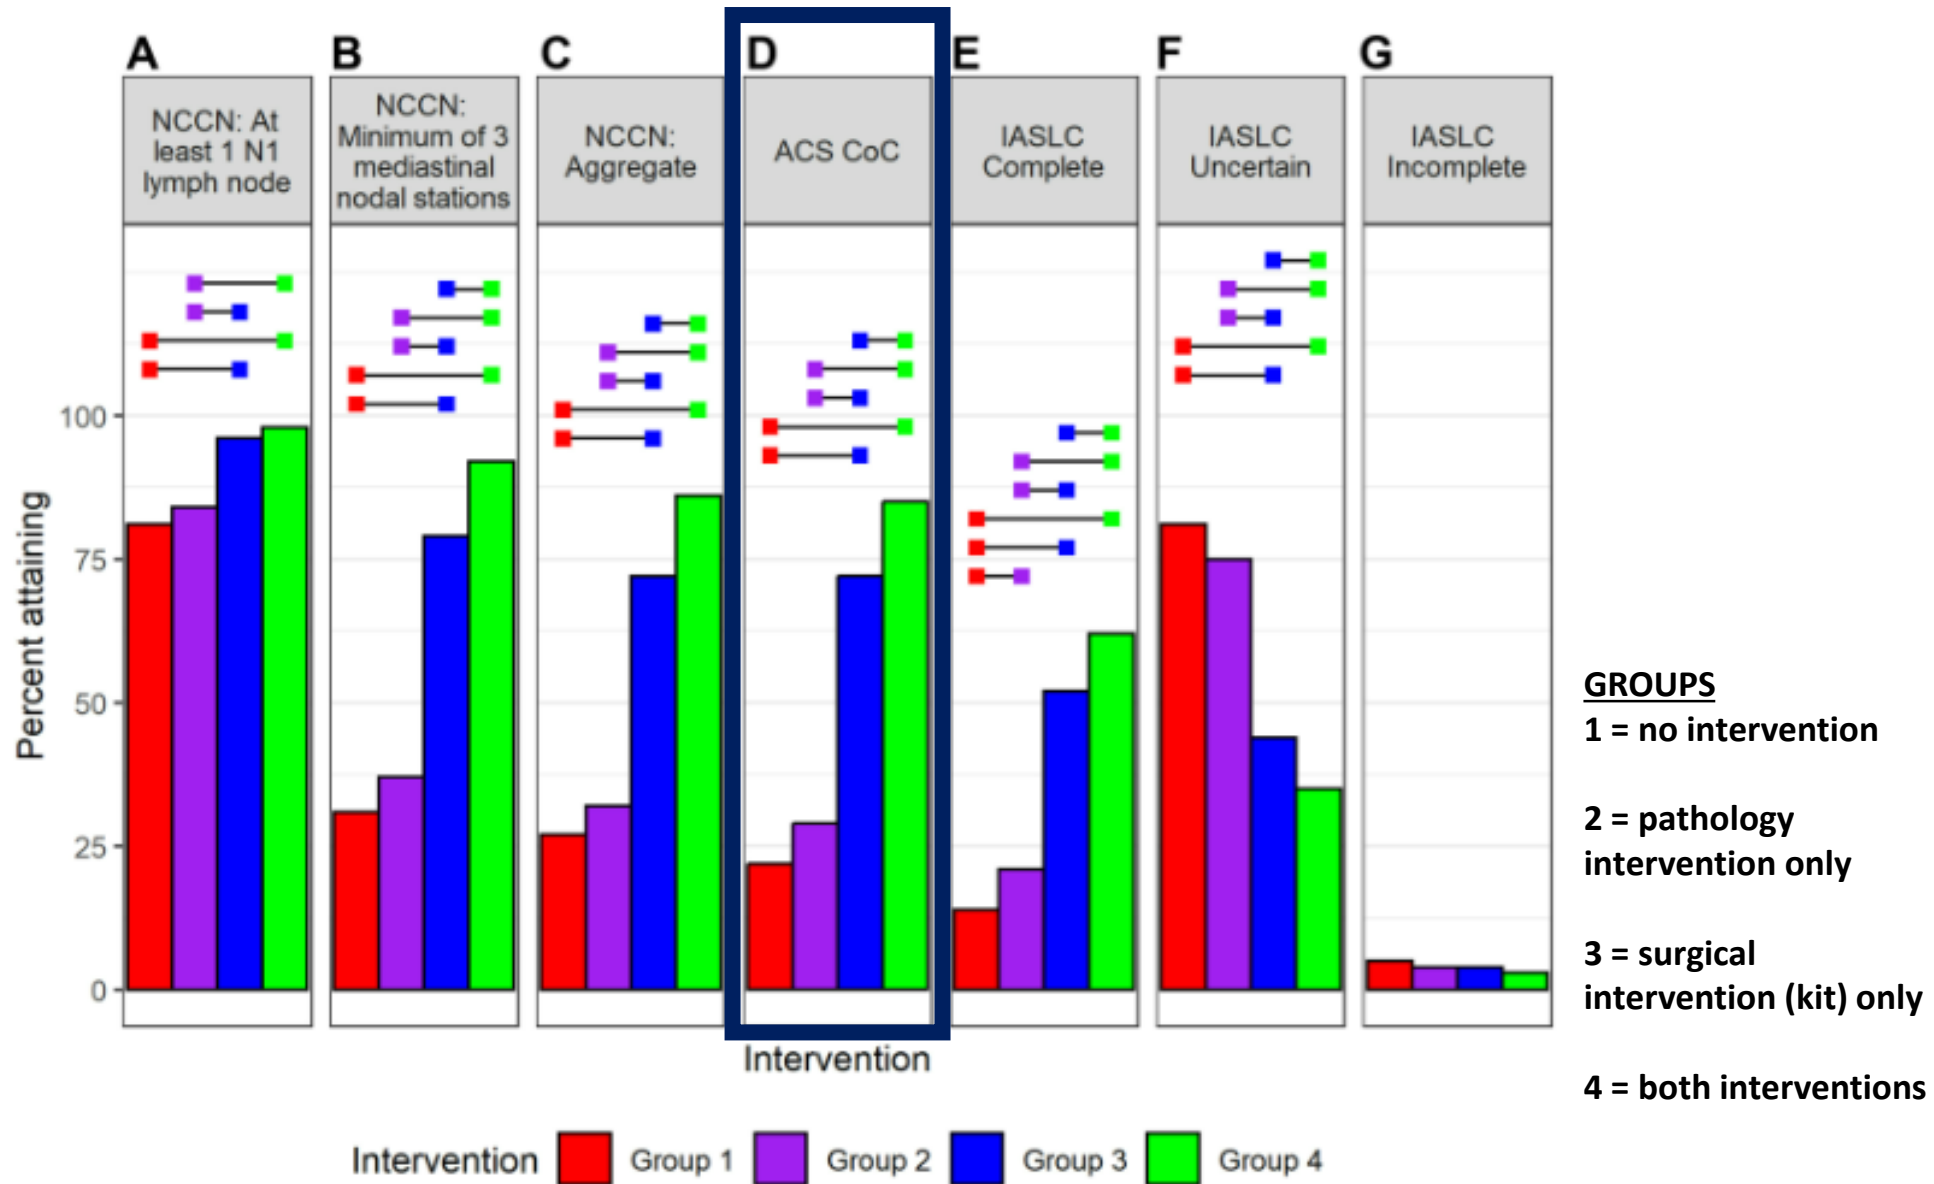 A
B
C
D
E
F
G
NCCN: At
least 1 N1
lymph node
NCCN:
Minimum of 3
mediastinal
nodal stations
NCCN:
Aggregate
ACS CoC
IASLC
Complete
IASLC
Uncertain
IASLC
Incomplete
Percent attaining
100
75
50
25
0
Intervention
GROUPS
1 = no intervention
2 = pathology
intervention only
3 = surgical
intervention (kit) only
4 = both interventions
Intervention Group 1 Group 2 Group 3 Group 4